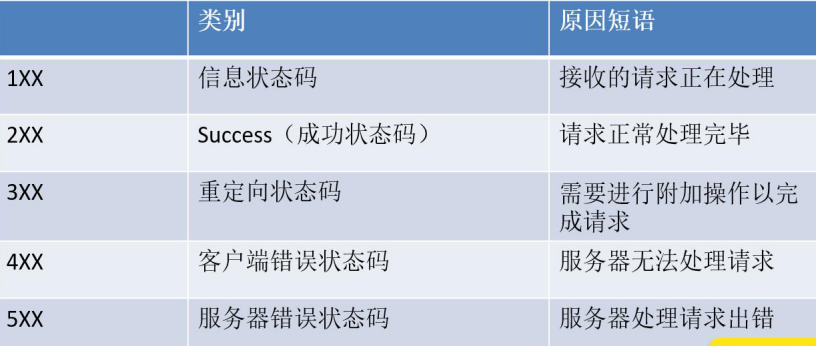 类别 原因短语
1XX 信息状态码 接收的请求正在处理
2XX Success（成功状态码） 请求正常处理完毕
3XX 重定向状态码 需要进行附加操作以完
成请求
4XX 客户端错误状态码 服务器无法处理请求
5XX 服务器错误状态码 服务器处理请求出错